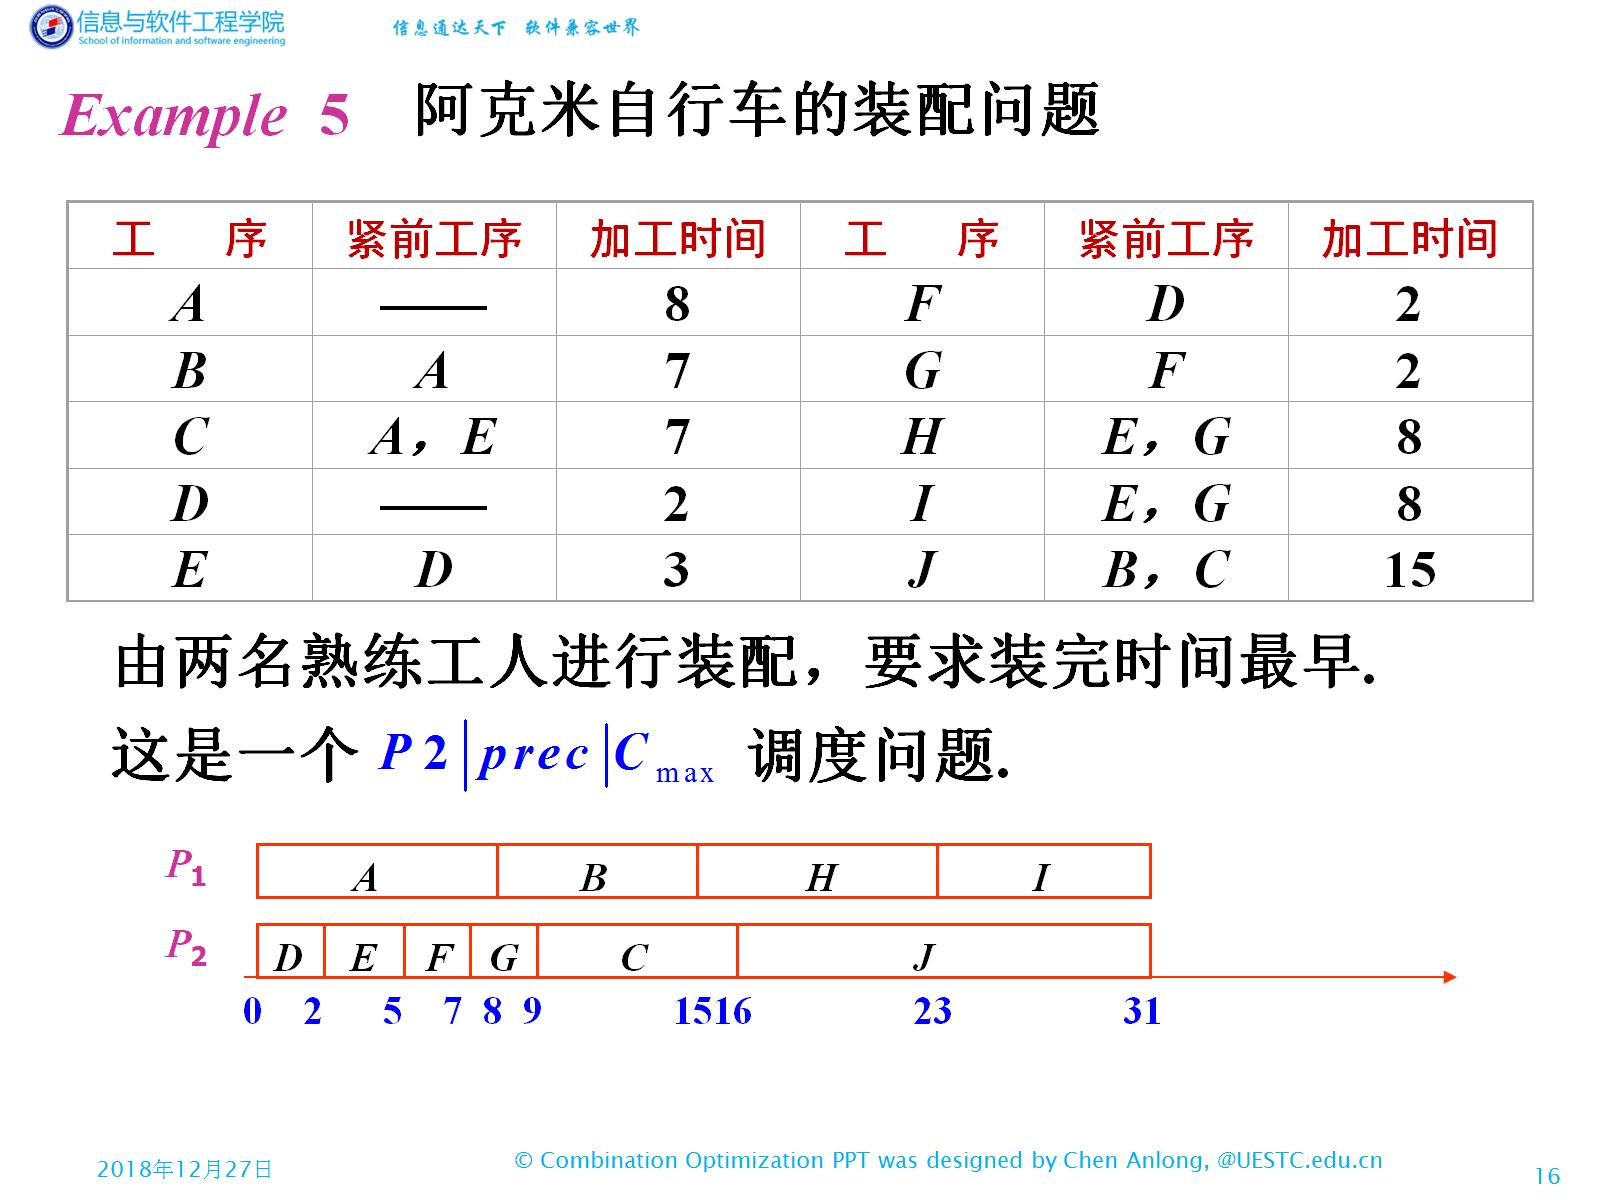 信息与软件工程学院
School of information and software engineering
信息通达天下 软件兼容世界
Example 5 阿克米自行车的装配问题
工 序 紧前工序 加工时间 工 序 紧前工序 加工时间
A —— 8 F D 2
B A 7 G F 2
C A，E 7 H E，G 8
D —— 2 I E，G 8
E D 3 J B，C 15
由两名熟练工人进行装配，要求装完时间最早.
这是一个 P2|prec|Cmax 调度问题.
P1 A B H I
P2 D E F G C J
0 2 5 7 8 9 15 16 23 31
2018年12月27日
© Combination Optimization PPT was designed by Chen Anlong, @UESTC.edu.cn
16